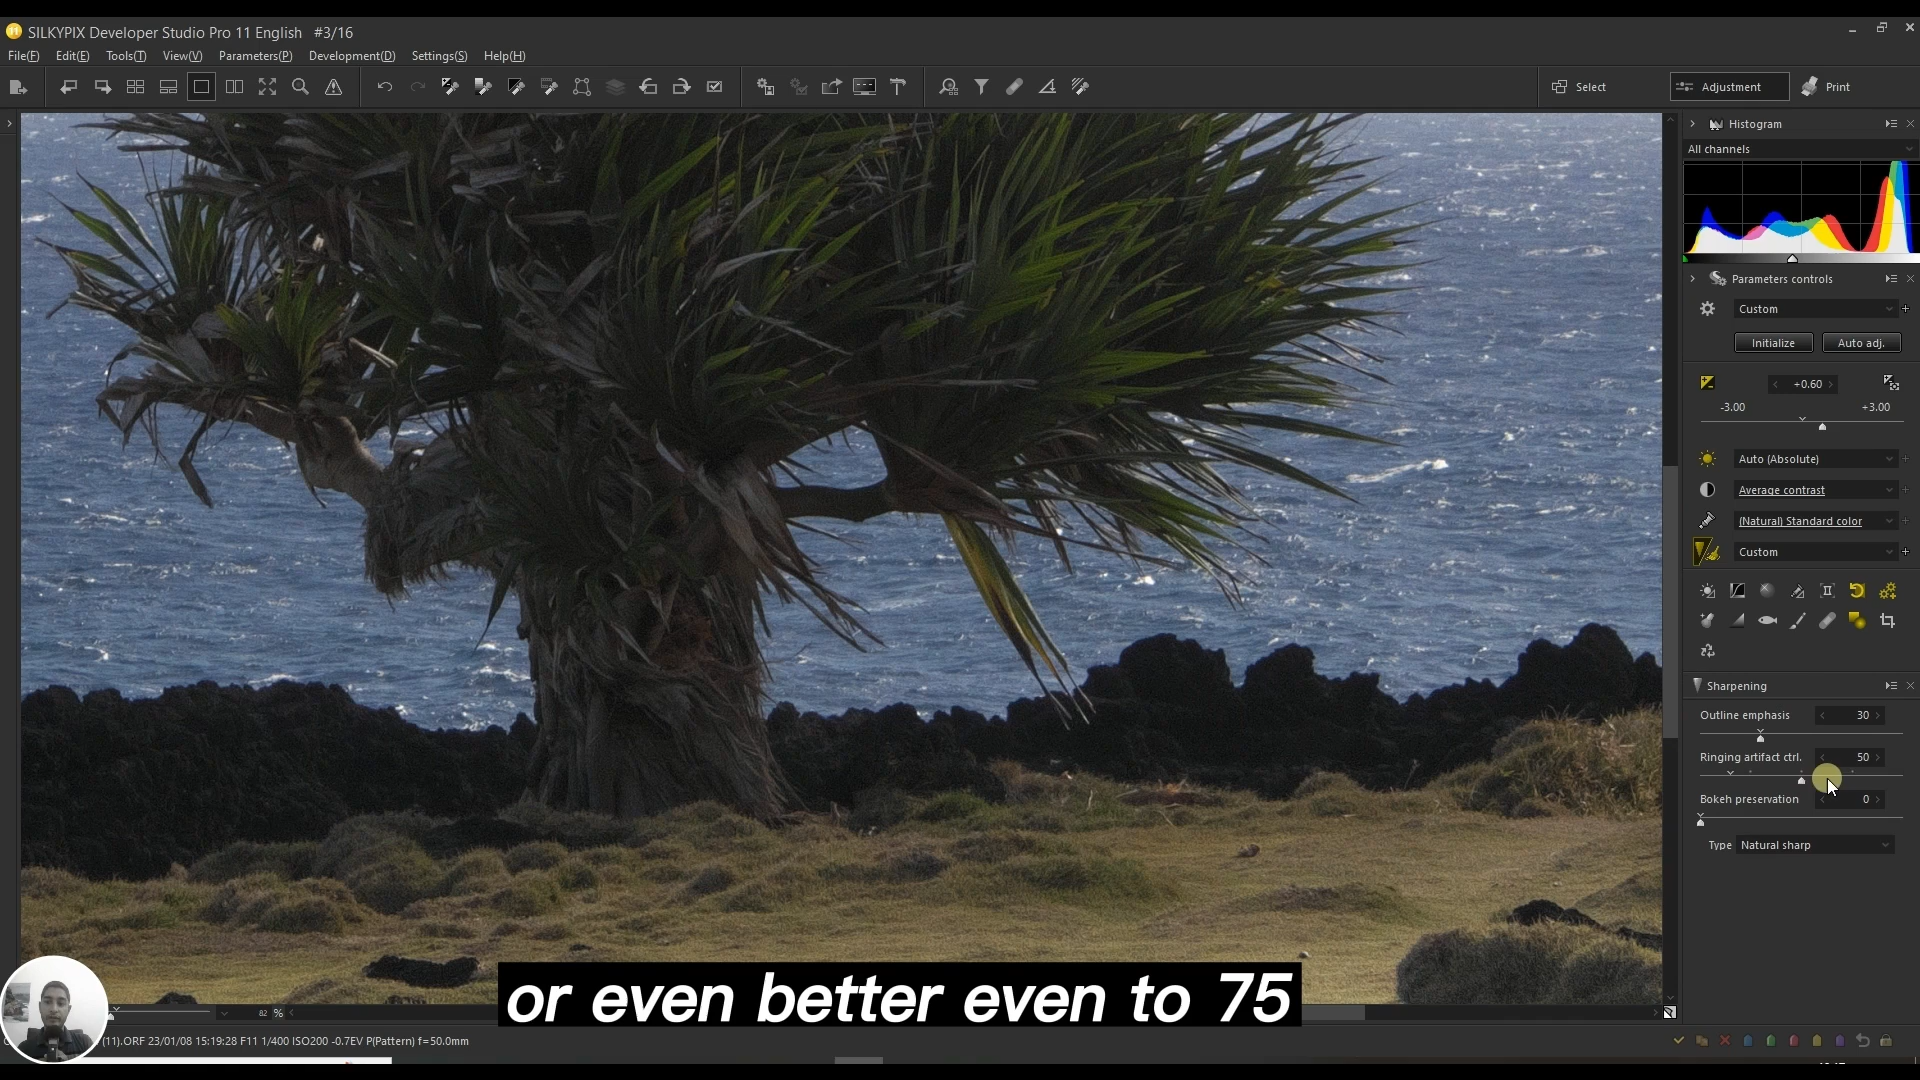 SILKYPIX Developer Studio Pro 11 English #3/16
File(F) Edit(E) Tools(T) View(V) Parameters(P) Development(D) Settings(S) Help(H)
Select Adjustment Print
Histogram
All channels
Parameters controls
Custom
Initialize Auto adj.
+0.60
-3.00 +3.00
Auto (Absolute)
Average contrast
(Natural) Standard color
Custom
Sharpening
Outline emphasis 30
Ringing artifact ctrl. 50
Bokeh preservation 0
Type Natural sharp
or even better even to 75
82 %
(11).ORF 23/01/08 15:19:28 F11 1/400 ISO200 -0.7EV P(Pattern) f=50.0mm